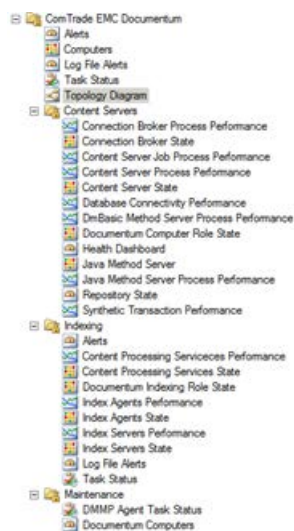 ComTrade EMC Documentum
Alerts
Computers
Log File Alerts
Task Status
Topology Diagram
Content Servers
Connection Broker Process Performance
Connection Broker State
Content Server Job Process Performance
Content Server Process Performance
Content Server State
Database Connectivity Performance
DmBasic Method Server Process Performance
Documentum Computer Role State
Health Dashboard
Java Method Server
Java Method Server Process Performance
Repository State
Synthetic Transaction Performance
Indexing
Alerts
Content Processing Serviceces Performance
Content Processing Services State
Documentum Indexing Role State
Index Agents Performance
Index Agents State
Index Servers Performance
Index Servers State
Log File Alerts
Task Status
Maintenance
DMMP Agent Task Status
Documentum Computers